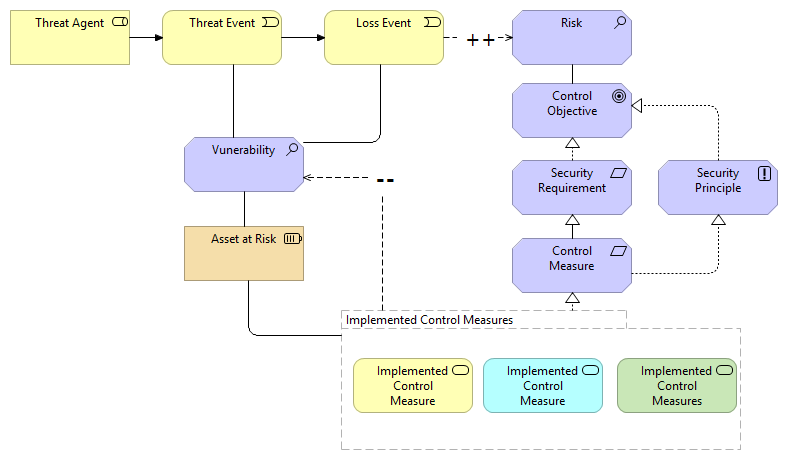 Threat Agent
Threat Event
Loss Event
++
Risk
Control
Objective
Vunerability
--
Security
Requirement
Security
Principle
Asset at Risk
Control
Measure
Implemented Control Measures
Implemented
Control
Measure
Implemented
Control
Measure
Implemented
Control
Measures